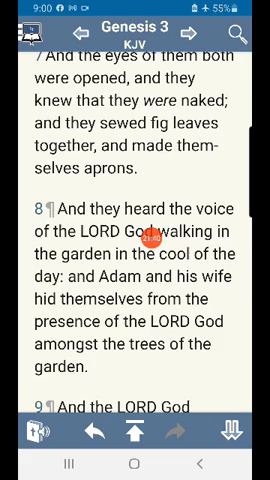 9:00 55%
Genesis 3
KJV
7 And the eyes of them both
were opened, and they
knew that they were naked;
and they sewed fig leaves
together, and made them-
selves aprons.
8 ¶ And they heard the voice
of the LORD God walking in
21:40
the garden in the cool of the
day: and Adam and his wife
hid themselves from the
presence of the LORD God
amongst the trees of the
garden.
9 ¶ And the LORD God